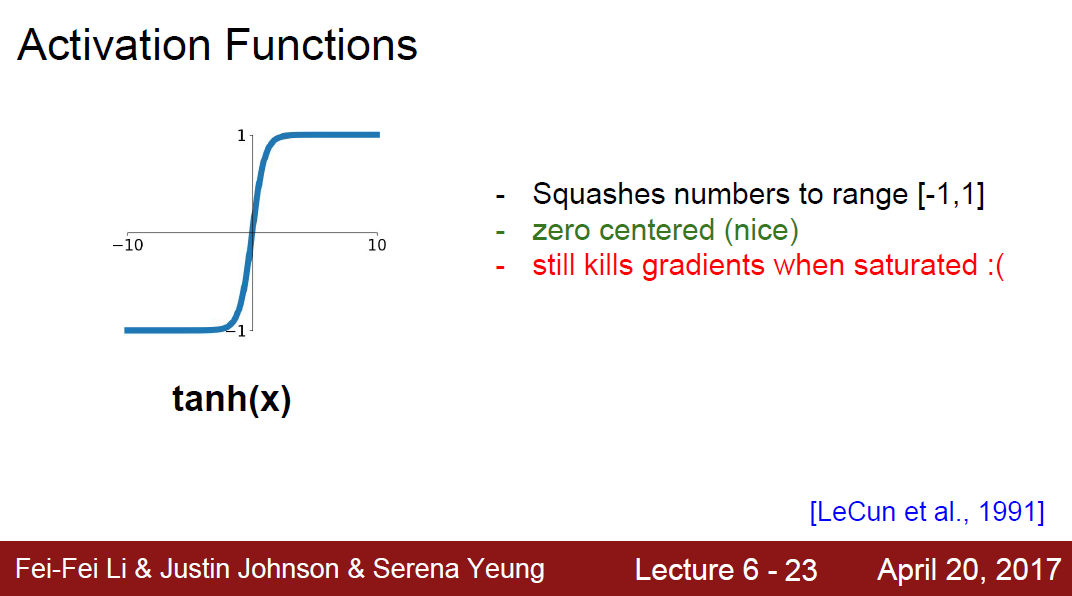 Activation Functions
1
−10
10
−1
tanh(x)
- Squashes numbers to range [-1,1]
- zero centered (nice)
- still kills gradients when saturated :(
[LeCun et al., 1991]
Fei-Fei Li & Justin Johnson & Serena Yeung Lecture 6 - 23 April 20, 2017